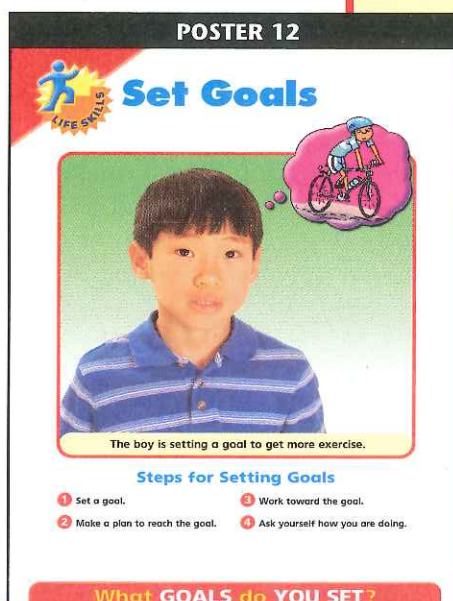 POSTER 12
LIFE SKILLS
Set Goals
The boy is setting a goal to get more exercise.
Steps for Setting Goals
1 Set a goal.
2 Make a plan to reach the goal.
3 Work toward the goal.
4 Ask yourself how you are doing.
What GOALS do YOU SET?